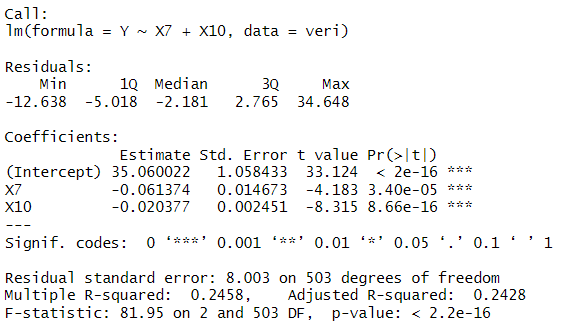 Call:
lm(formula = Y ~ X7 + X10, data = veri)
Residuals:
    Min      1Q  Median      3Q     Max
-12.638  -5.018  -2.181   2.765  34.648
Coefficients:
             Estimate Std. Error t value Pr(>|t|)
(Intercept) 35.060022   1.058433  33.124  < 2e-16 ***
X7          -0.061374   0.014673  -4.183 3.40e-05 ***
X10         -0.020377   0.002451  -8.315 8.66e-16 ***
---
Signif. codes:  0 ‘***’ 0.001 ‘**’ 0.01 ‘*’ 0.05 ‘.’ 0.1 ‘ ’ 1
Residual standard error: 8.003 on 503 degrees of freedom
Multiple R-squared:  0.2458,	Adjusted R-squared:  0.2428
F-statistic: 81.95 on 2 and 503 DF,  p-value: < 2.2e-16